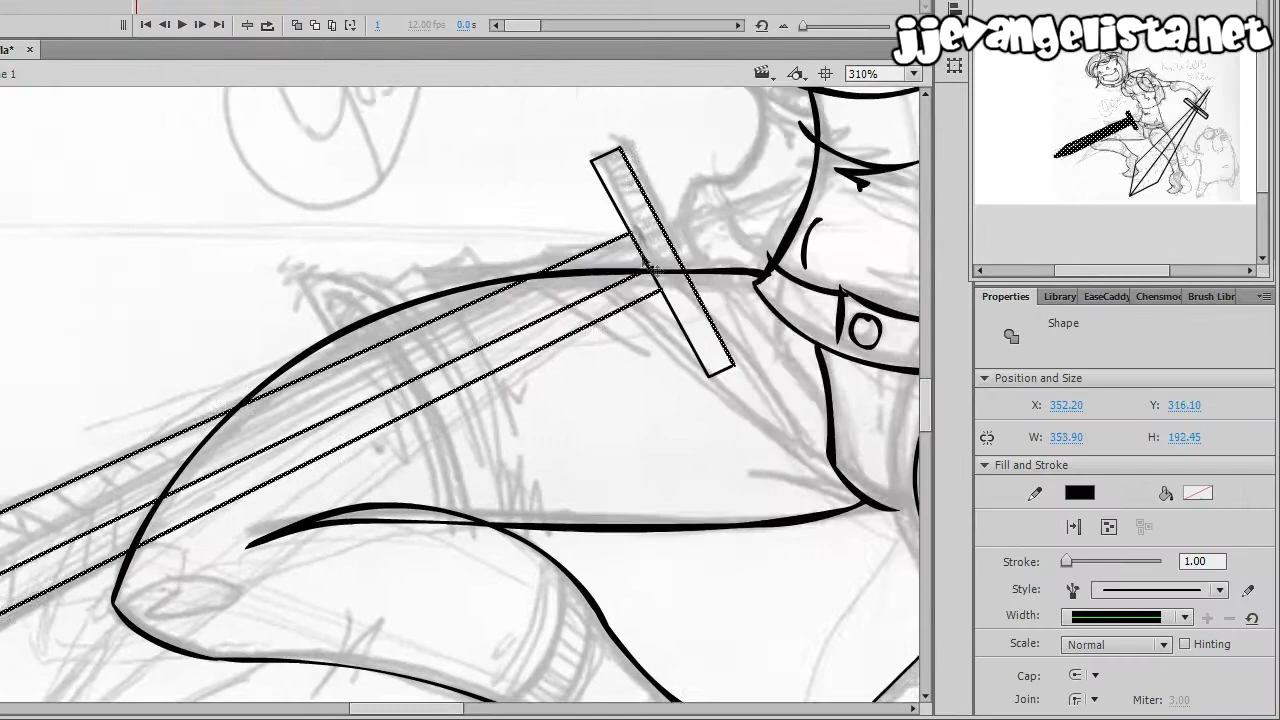 1 12.00 fps 0.0s
la*
ne 1
310%
jjevangelista.net
Properties Library EaseCaddy Chensmoc Brush Libr
Shape
Position and Size
X: 352.20 Y: 316.10
W: 353.90 H: 192.45
Fill and Stroke
Stroke: 1.00
Style:
Width:
Scale: Normal Hinting
Cap:
Join: Miter: 3.00